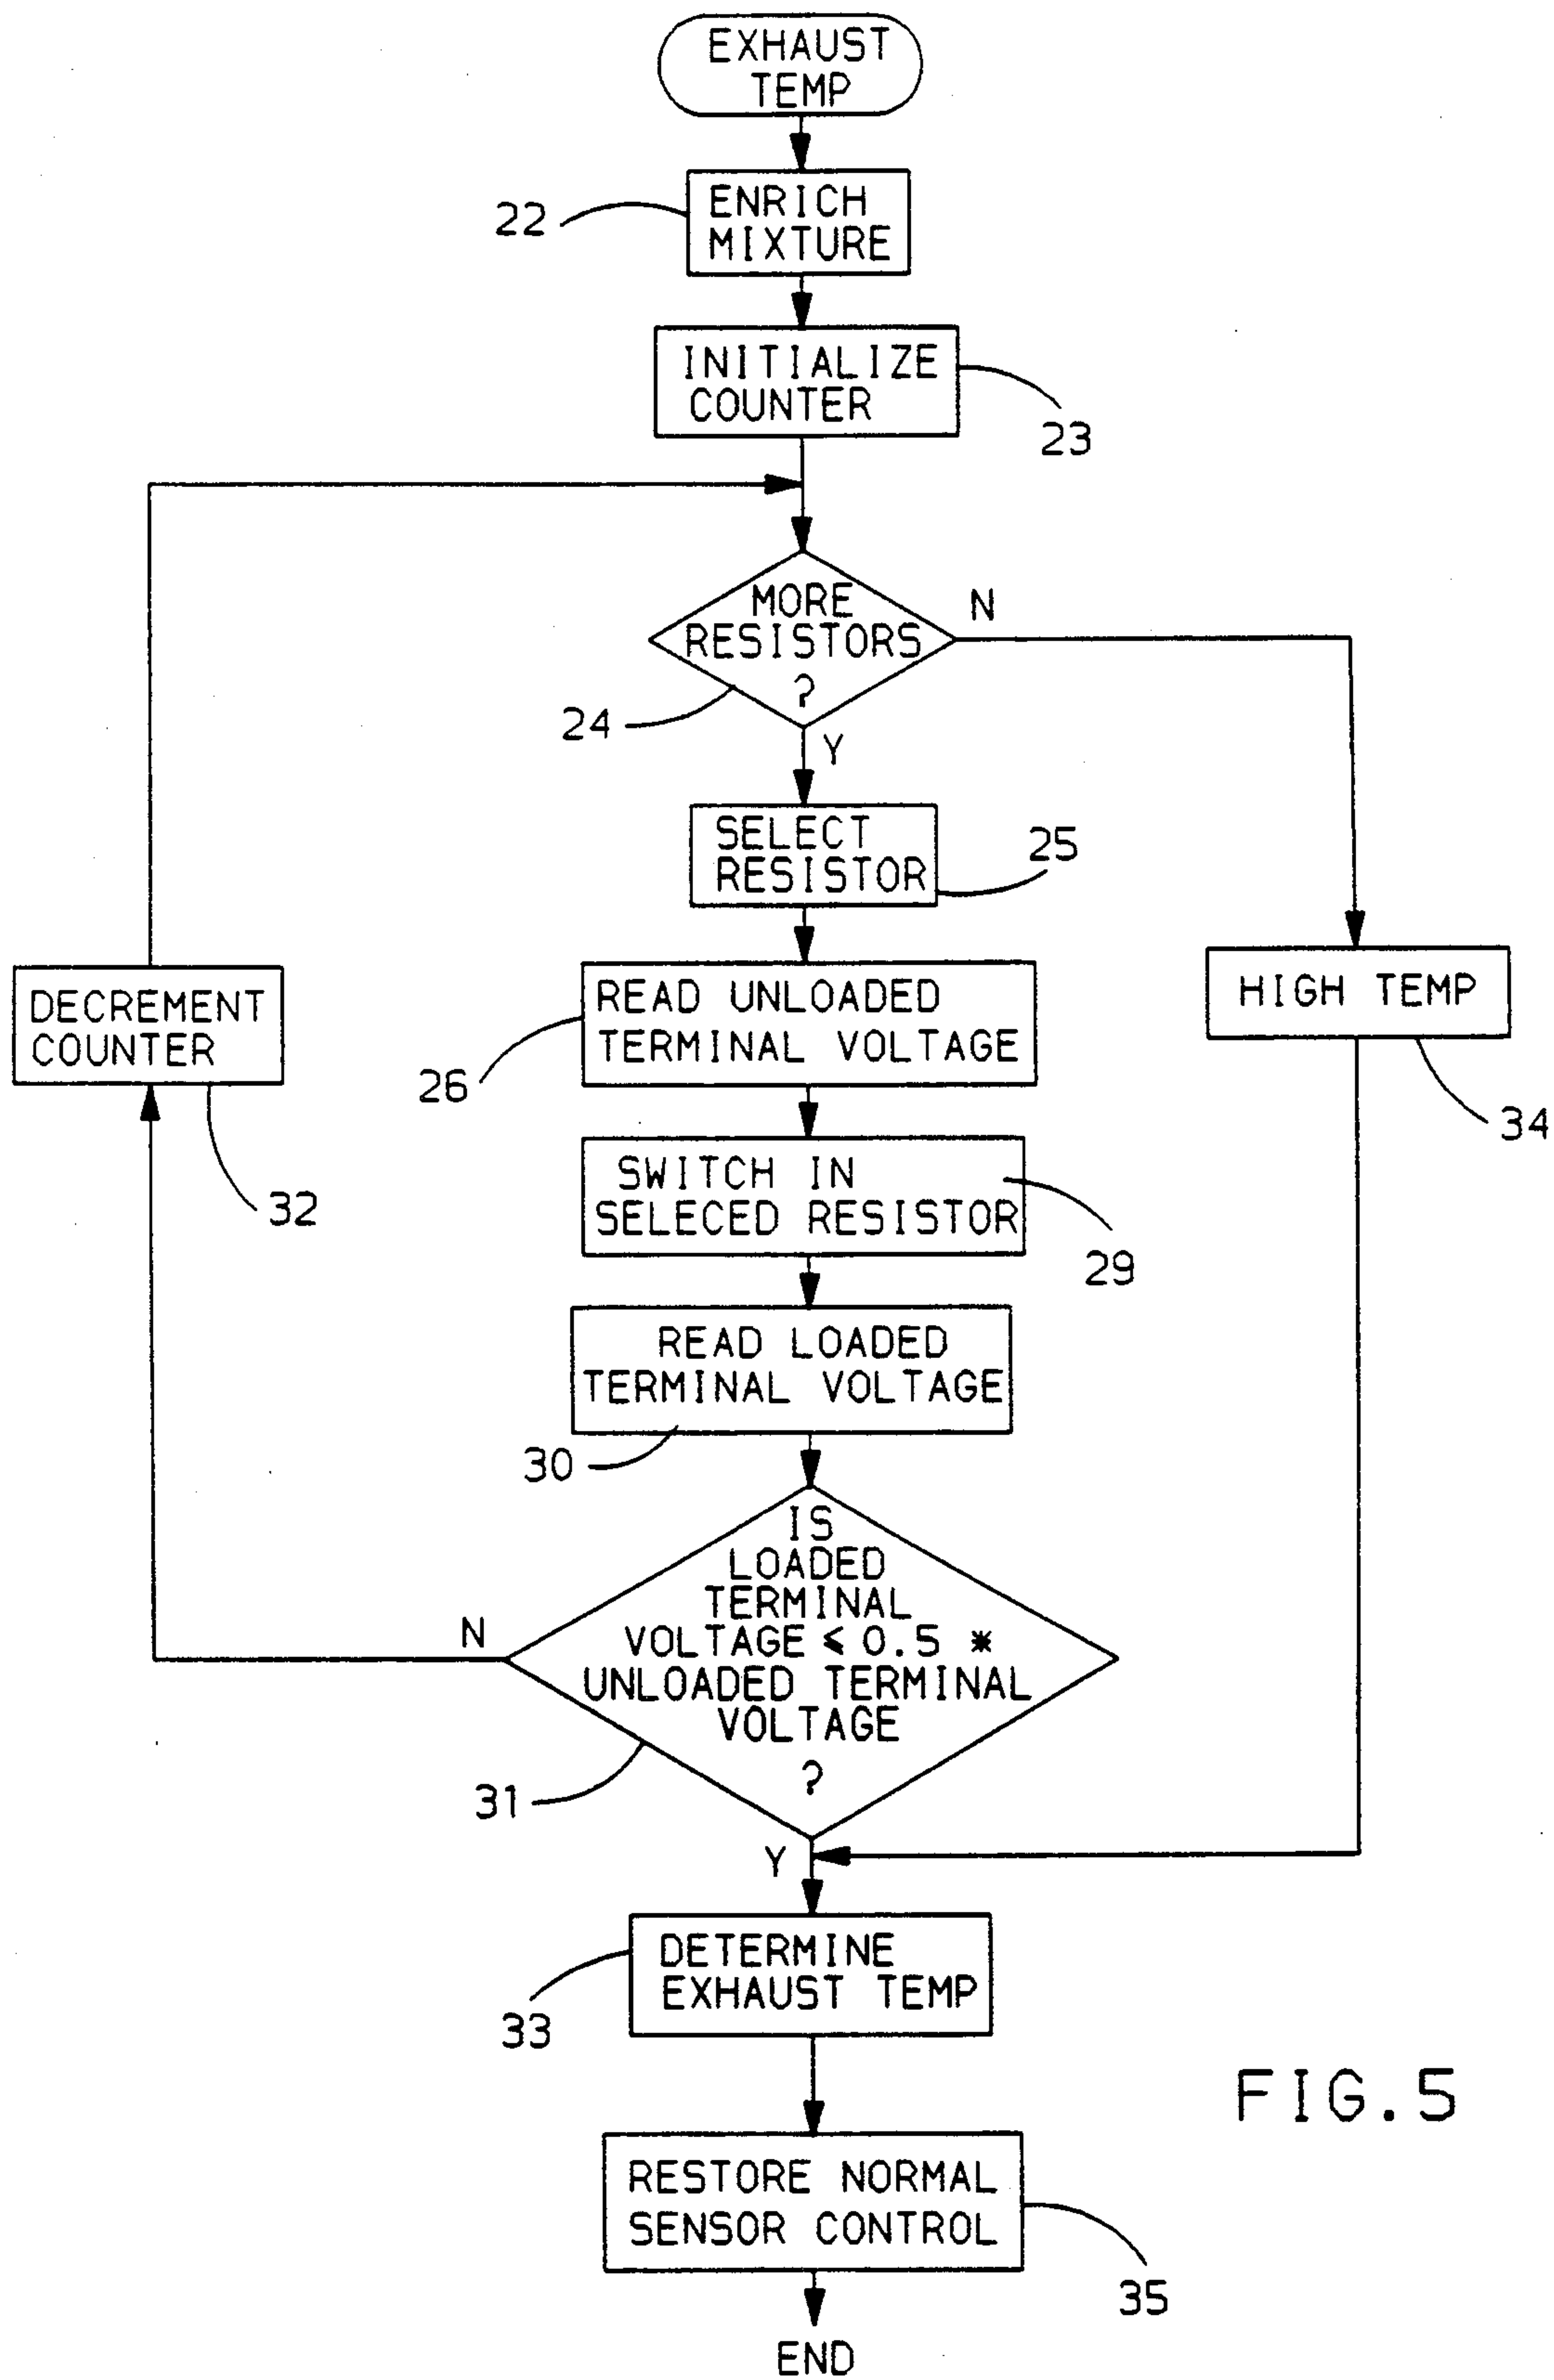 EXHAUST
TEMP
ENRICH
MIXTURE
22
INITIALIZE
COUNTER
23
MORE
RESISTORS
?
N
24
Y
SELECT
RESISTOR
25
READ UNLOADED
TERMINAL VOLTAGE
26
DECREMENT
COUNTER
32
HIGH TEMP
34
SWITCH IN
SELECED RESISTOR
29
READ LOADED
TERMINAL VOLTAGE
30
IS
LOADED
TERMINAL
VOLTAGE ≤ 0.5 *
UNLOADED TERMINAL
VOLTAGE
?
N
31
Y
DETERMINE
EXHAUST TEMP
33
FIG.5
RESTORE NORMAL
SENSOR CONTROL
35
END